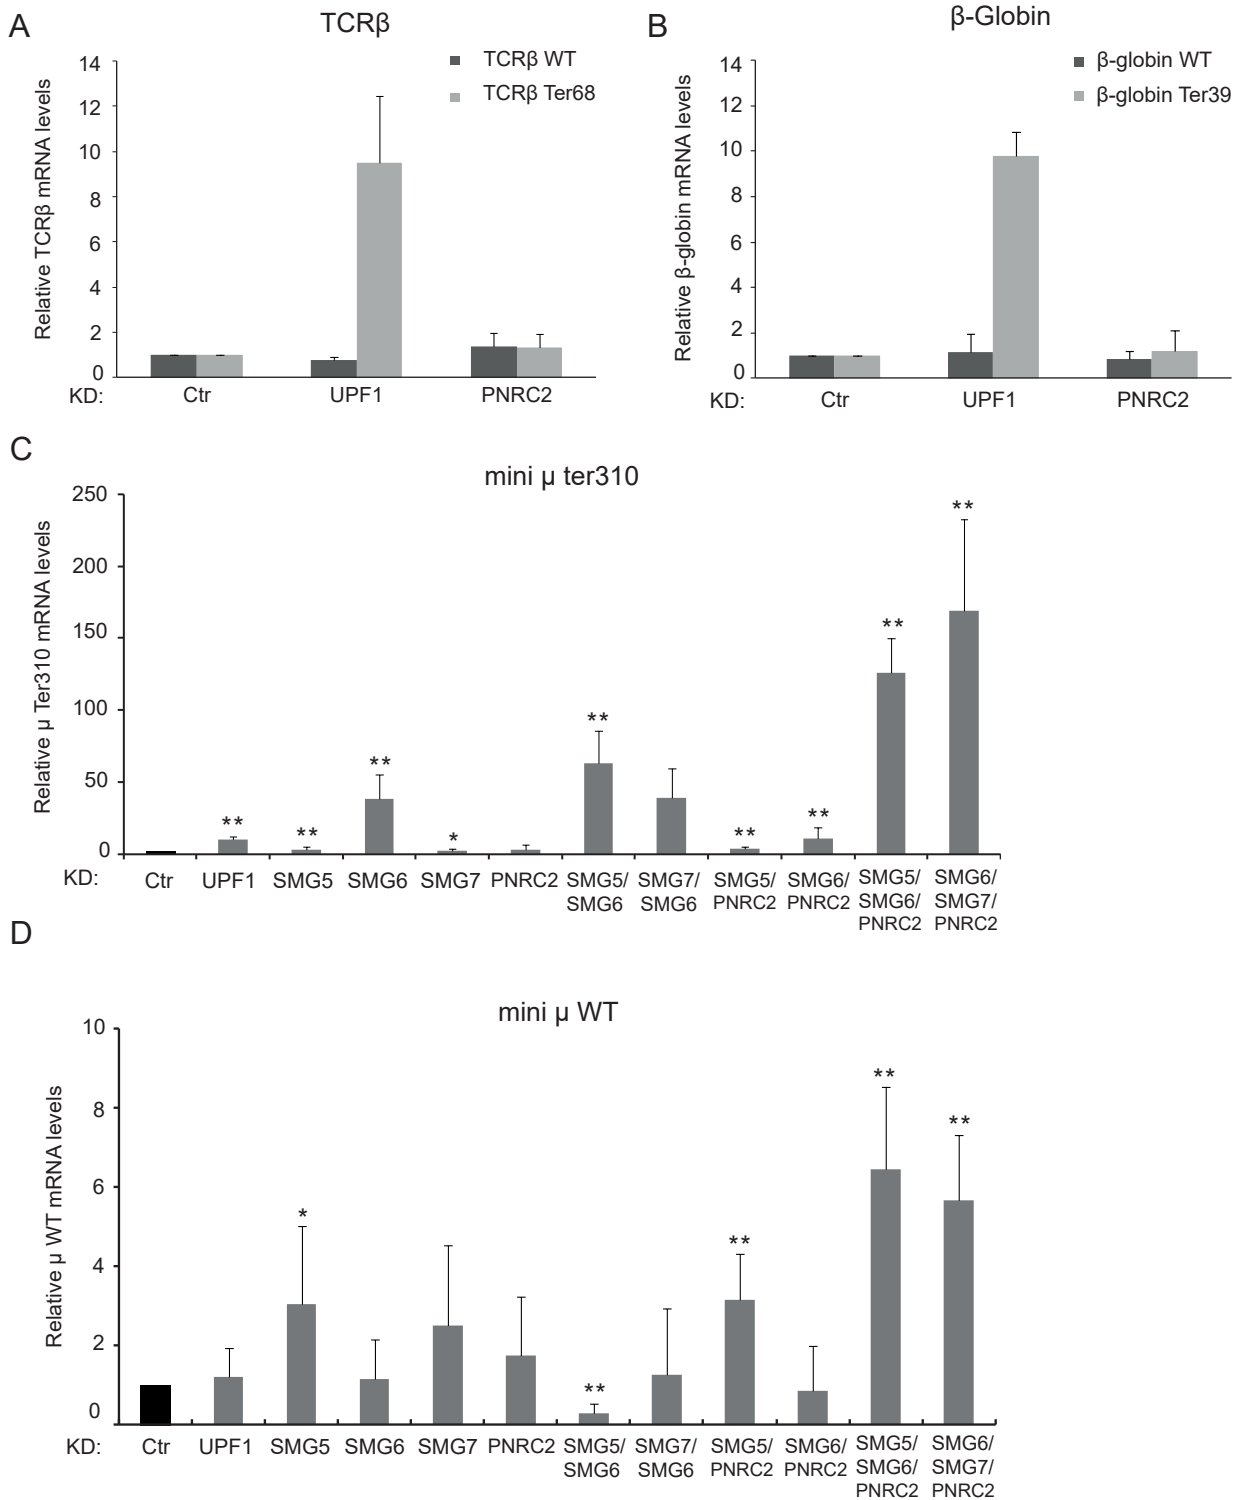 A
TCRβ
TCRβ WT
TCRβ Ter68
Relative TCRβ mRNA levels
14
12
10
8
6
4
2
0
KD:
Ctr
UPF1
PNRC2
B
β-Globin
β-globin WT
β-globin Ter39
Relative β-globin mRNA levels
14
12
10
8
6
4
2
0
KD:
Ctr
UPF1
PNRC2
C
mini μ ter310
Relative μ Ter310 mRNA levels
250
200
150
100
50
0
**
**
**
*
**
**
**
**
**
KD:
Ctr
UPF1
SMG5
SMG6
SMG7
PNRC2
SMG5/
SMG6
SMG7/
SMG6
SMG5/
PNRC2
SMG6/
PNRC2
SMG5/
SMG6/
PNRC2
SMG6/
SMG7/
PNRC2
D
mini μ WT
Relative μ WT mRNA levels
10
8
6
4
2
0
*
**
**
**
**
KD:
Ctr
UPF1
SMG5
SMG6
SMG7
PNRC2
SMG5/
SMG6
SMG7/
SMG6
SMG5/
PNRC2
SMG6/
PNRC2
SMG5/
SMG6/
PNRC2
SMG6/
SMG7/
PNRC2